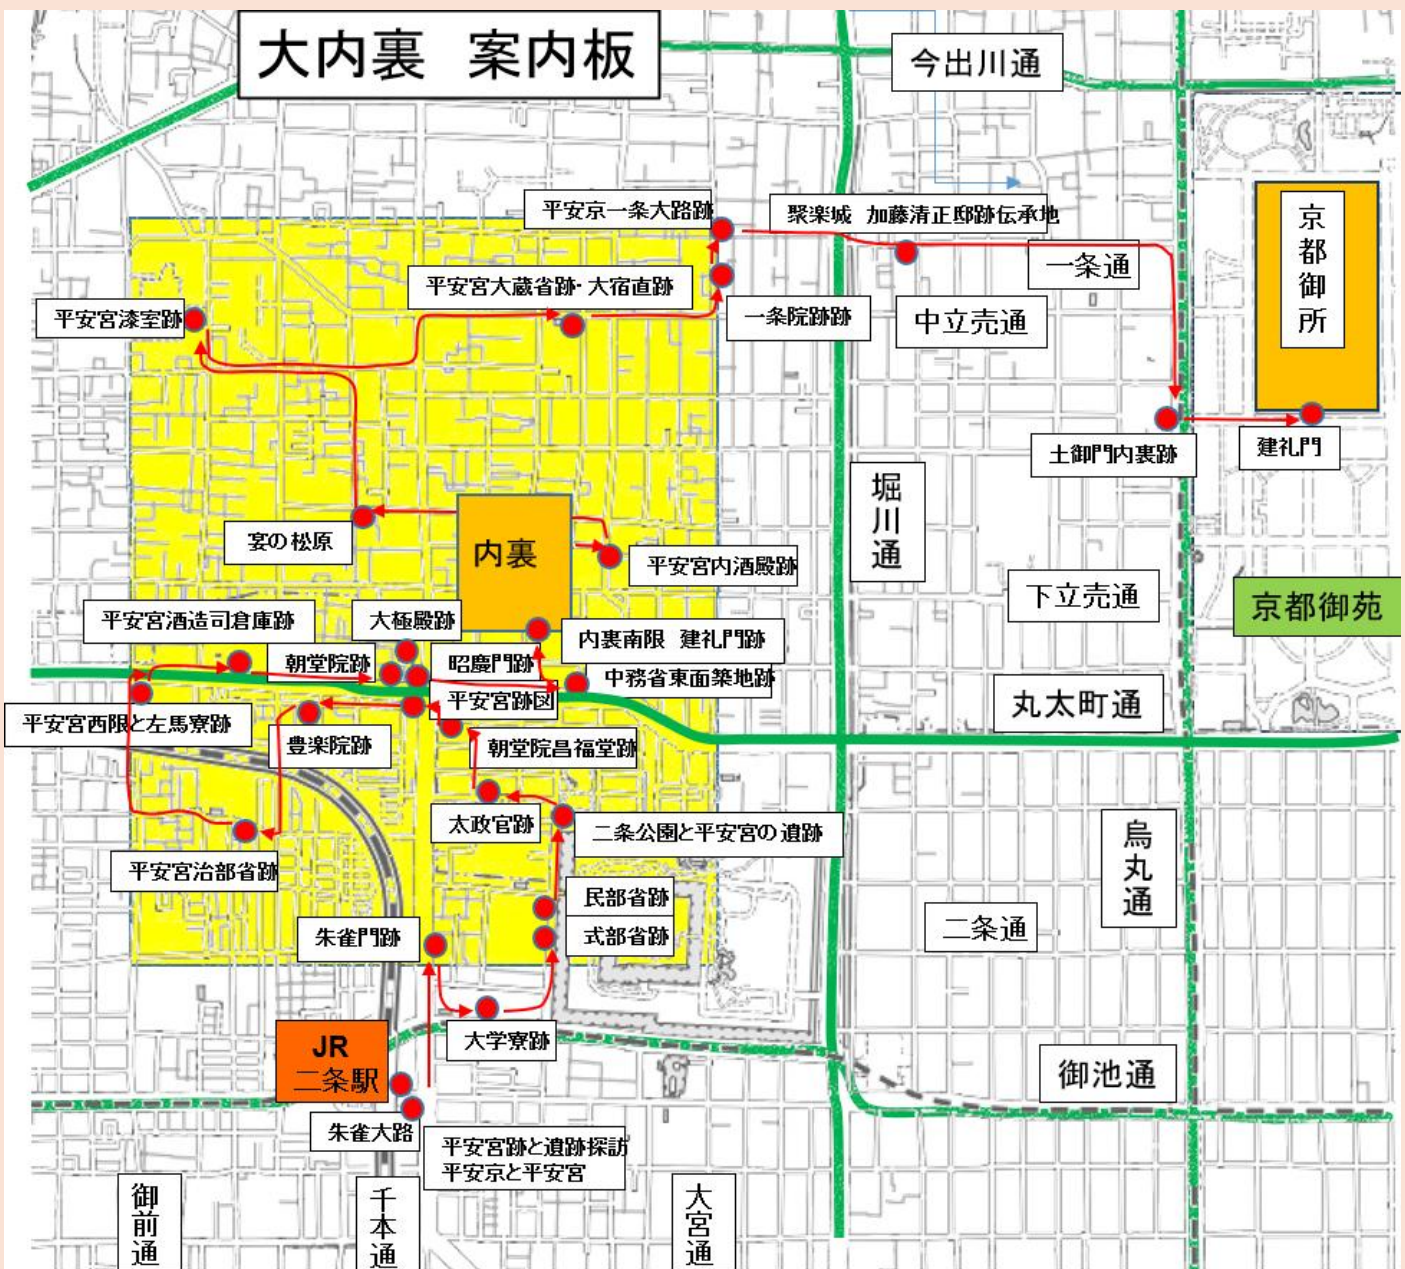 大内裏 案内板
今出川通
平安京一条大路跡
聚楽城 加藤清正邸跡伝承地
京都御所
一条通
平安宮大蔵省跡・大宿直跡
平安宮漆室跡
一条院跡跡
中立売通
土御門内裏跡
建礼門
堀川通
宴の松原
内裏
平安宮内酒殿跡
下立売通
京都御苑
平安宮酒造司倉庫跡
大極殿跡
内裏南限 建礼門跡
朝堂院跡
昭慶門跡
中務省東面築地跡
平安宮跡図
丸太町通
平安宮西限と左馬寮跡
豊楽院跡
朝堂院昌福堂跡
太政官跡
二条公園と平安宮の遺跡
烏丸通
平安宮治部省跡
民部省跡
二条通
朱雀門跡
式部省跡
大学寮跡
JR
二条駅
御池通
朱雀大路
平安宮跡と遺跡探訪
平安京と平安宮
御前通
千本通
大宮通